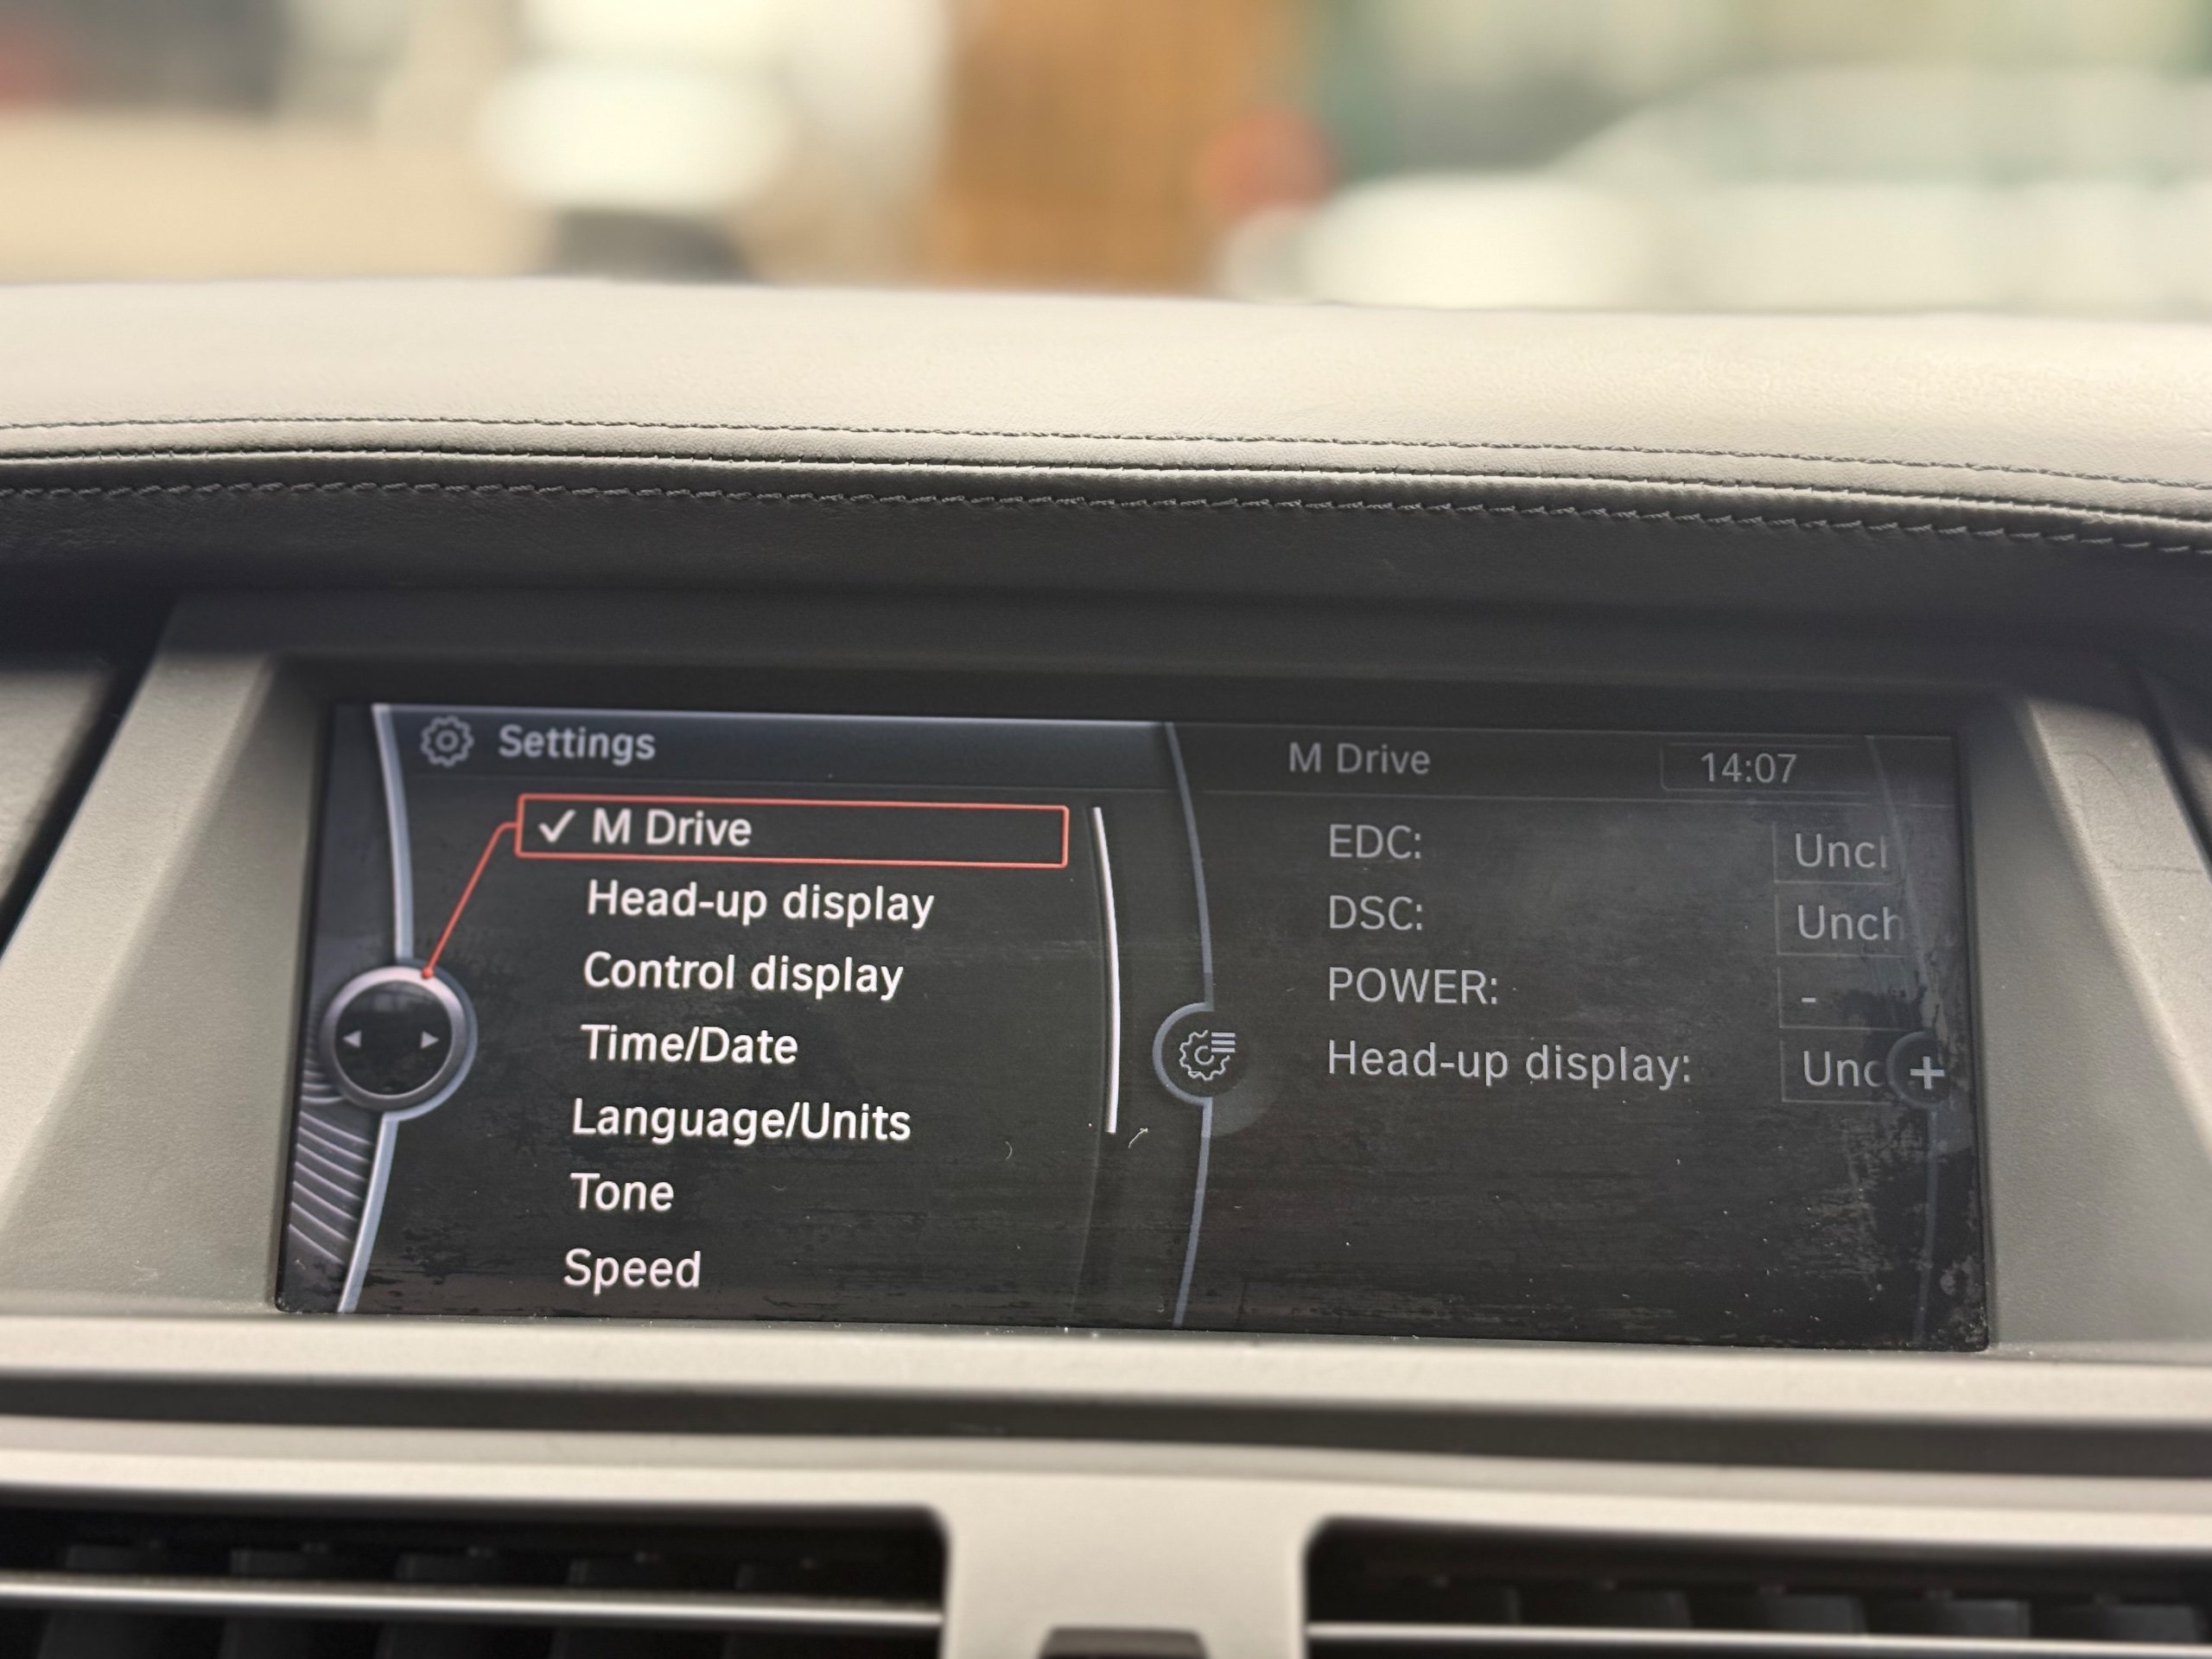 Settings
✓ M Drive
Head-up display
Control display
Time/Date
Language/Units
Tone
Speed
M Drive 14:07
EDC: Uncl
DSC: Unch
POWER: -
Head-up display: Unc +